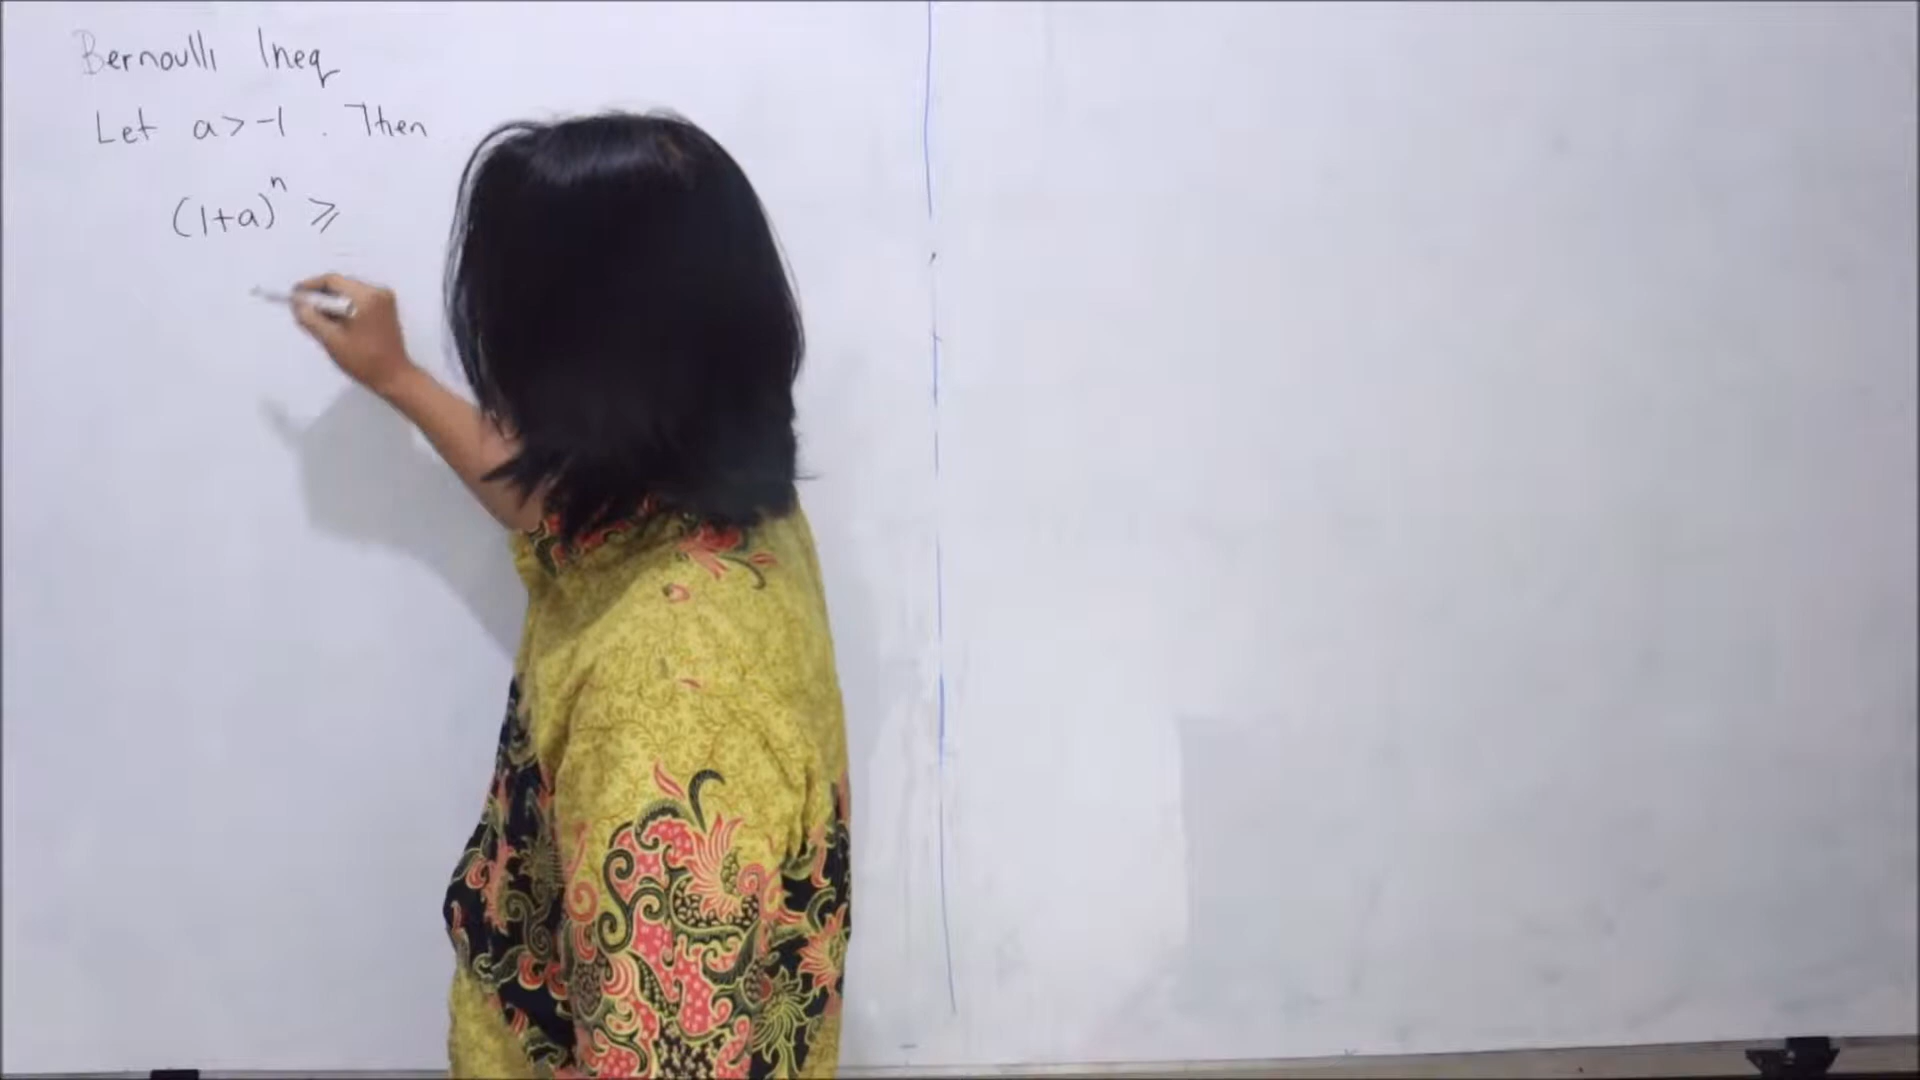 Bernoulli Ineq
Let a > -1 . Then
(1+a)^n ⩾